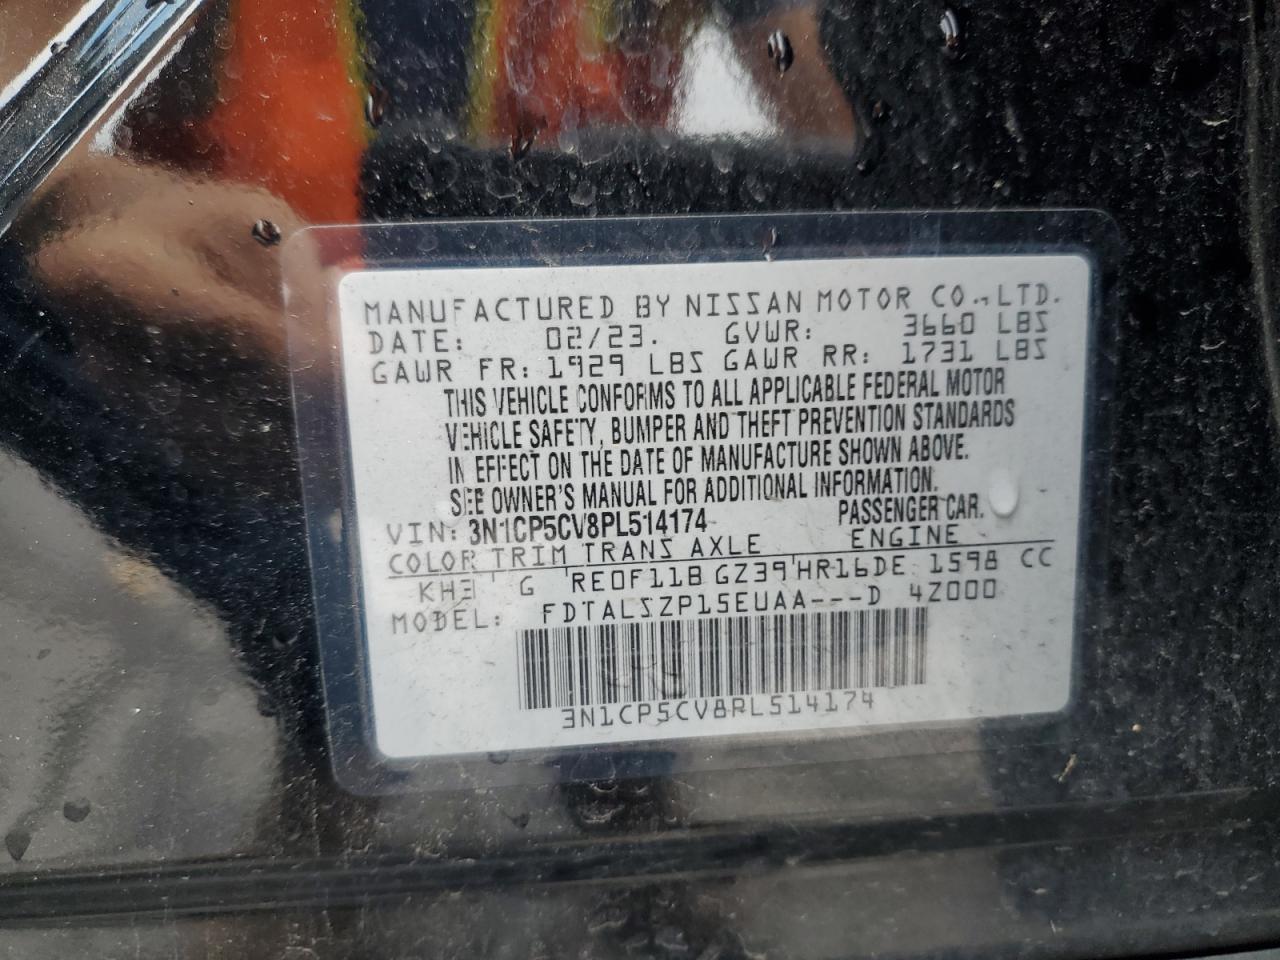 MANUFACTURED BY NISSAN MOTOR CO., LTD.
DATE: 02/23. GVWR: 3660 LBS
GAWR FR: 1929 LBS GAWR RR: 1731 LBS
THIS VEHICLE CONFORMS TO ALL APPLICABLE FEDERAL MOTOR
VEHICLE SAFETY, BUMPER AND THEFT PREVENTION STANDARDS
IN EFFECT ON THE DATE OF MANUFACTURE SHOWN ABOVE.
SEE OWNER'S MANUAL FOR ADDITIONAL INFORMATION.
VIN: 3N1CP5CV8PL514174 PASSENGER CAR.
COLOR TRIM TRANS AXLE ENGINE
KH3 G RE0F11B GZ39 HR16DE 1598 CC
MODEL: FDTALSZP15EUAA---D 4Z000
3N1CP5CV8PL514174